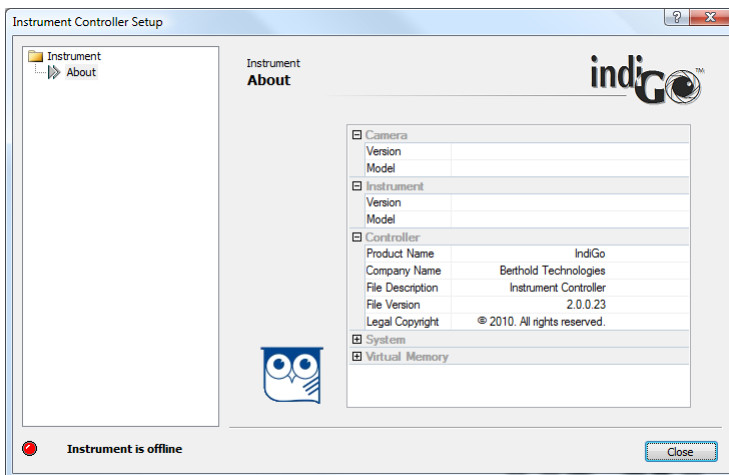 Instrument Controller Setup
Instrument
About
Instrument
About
indiGo™
Camera
Version
Model
Instrument
Version
Model
Controller
Product Name IndiGo
Company Name Berthold Technologies
File Description Instrument Controller
File Version 2.0.0.23
Legal Copyright © 2010. All rights reserved.
System
Virtual Memory
Instrument is offline
Close